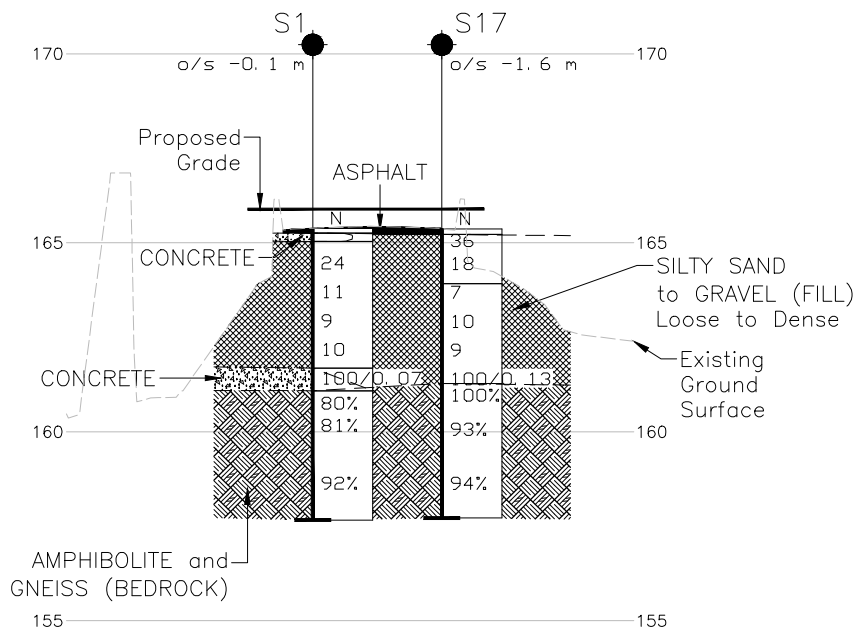 S1 S17
170 170
o/s -0.1 m o/s -1.6 m
Proposed
Grade
ASPHALT
N N
165 36 165
CONCRETE 24 18 SILTY SAND
to GRAVEL (FILL)
Loose to Dense
11 7
9 10
10 9
Existing
Ground
Surface
CONCRETE 100/0.07 100/0.13
80% 100%
81% 93%
160 160
92% 94%
AMPHIBOLITE and
GNEISS (BEDROCK)
155 155